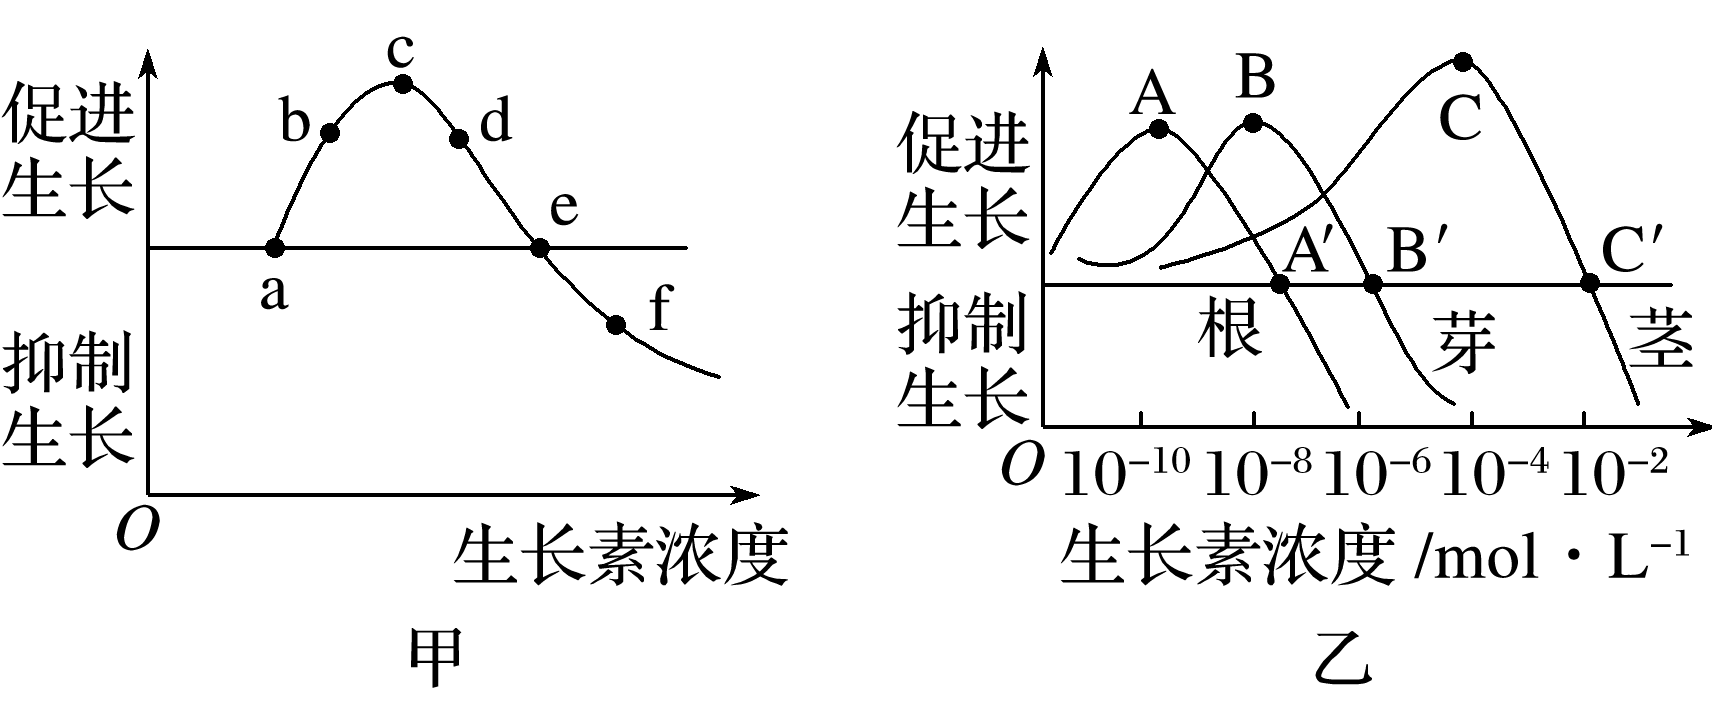 促进
生长
抑制
生长
a
b
c
d
e
f
O
生长素浓度
甲
促进
生长
抑制
生长
A
B
C
A′
B′
C′
根
芽
茎
O
10⁻¹⁰ 10⁻⁸ 10⁻⁶ 10⁻⁴ 10⁻²
生长素浓度/mol·L⁻¹
乙